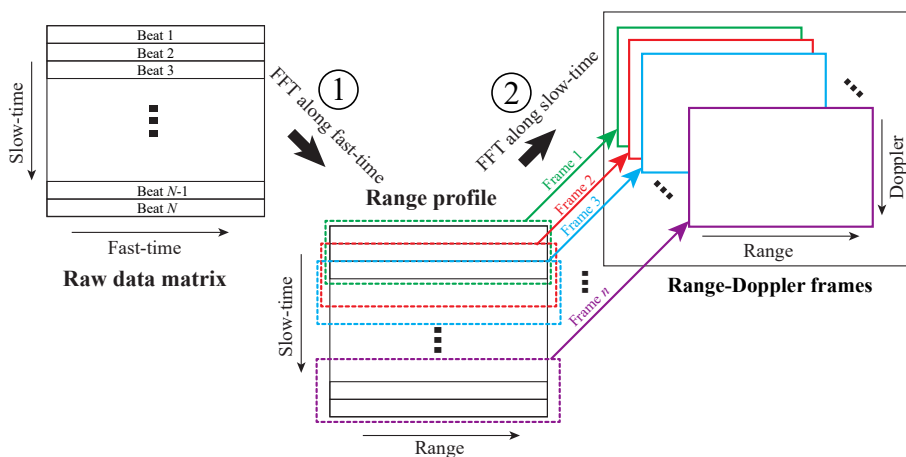 Beat 1
Beat 2
Beat 3
Beat N-1
Beat N
Slow-time
Fast-time
Raw data matrix
1
FFT along fast-time
Range profile
Slow-time
Range
2
FFT along slow-time
Frame 1
Frame 2
Frame 3
Frame n
Doppler
Range
Range-Doppler frames